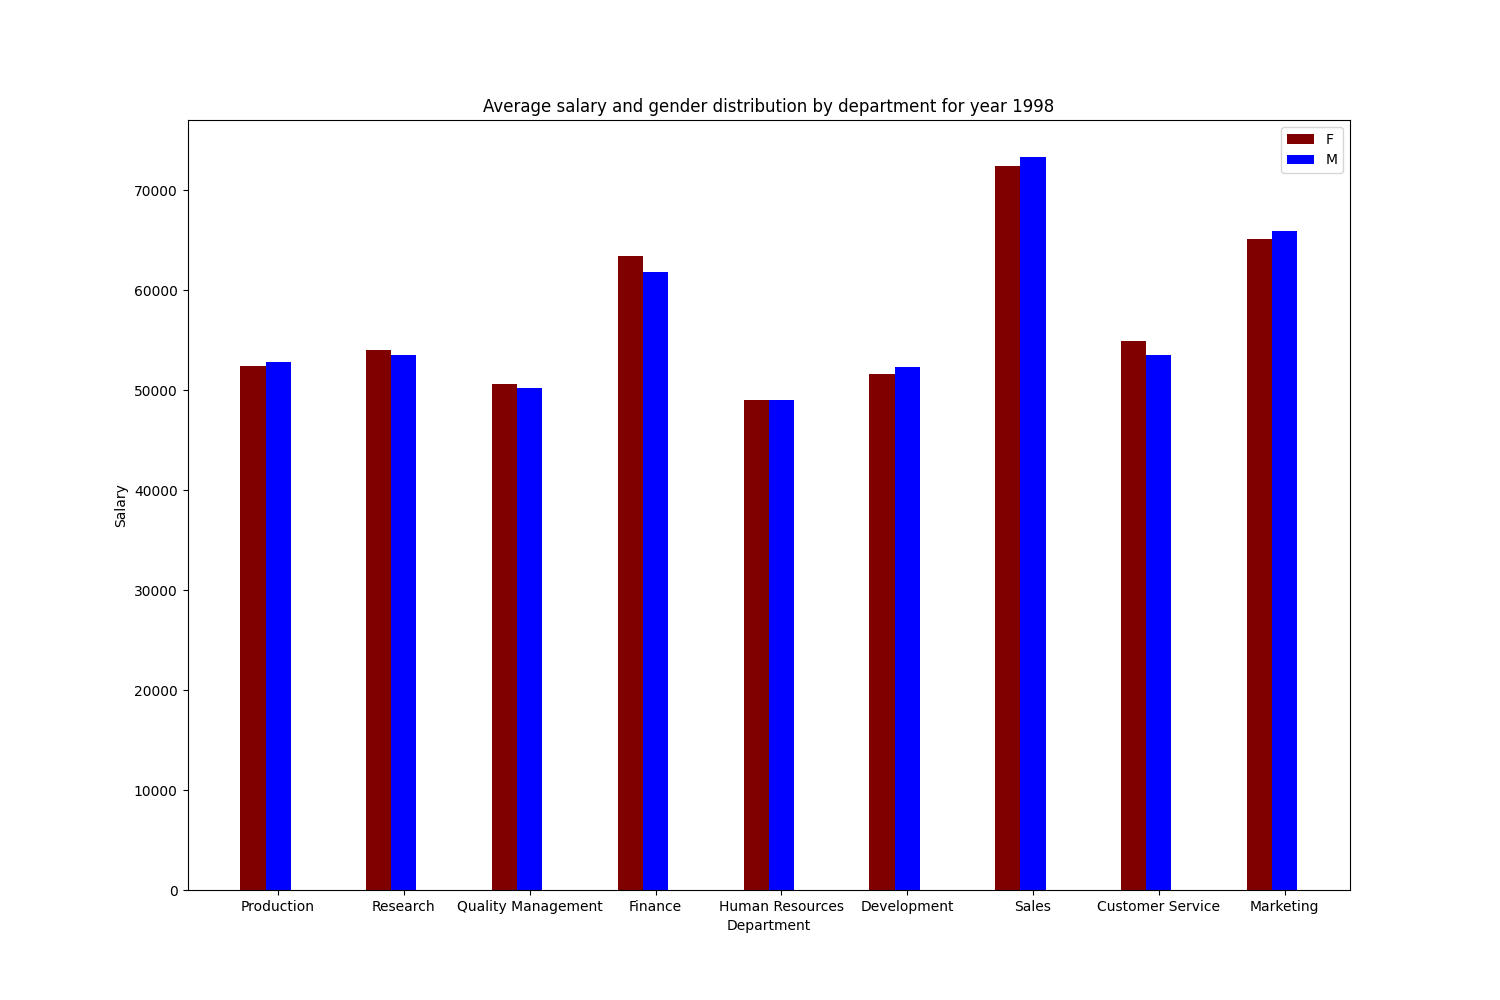 Average salary and gender distribution by department for year 1998
F
M
70000
60000
50000
40000
30000
20000
10000
0
Salary
Production Research Quality Management Finance Human Resources Development Sales Customer Service Marketing
Department